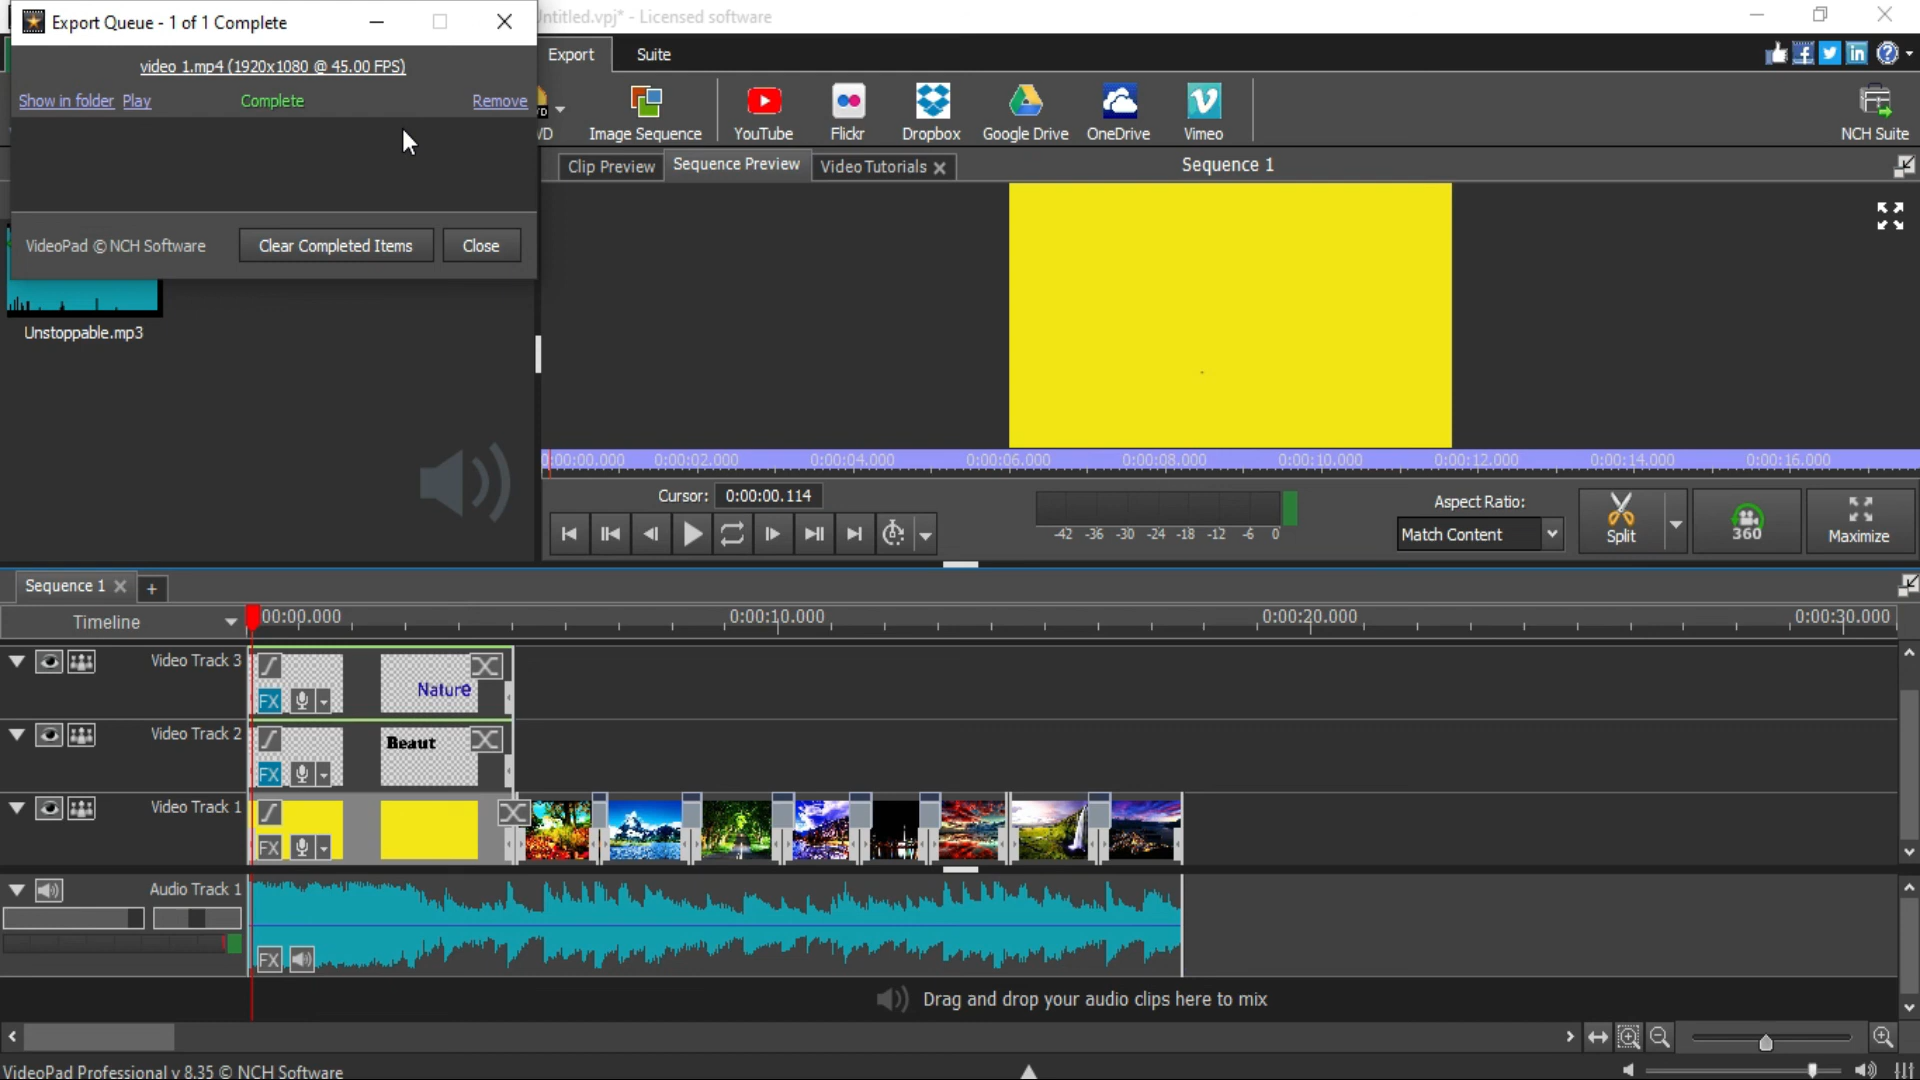 Export Queue - 1 of 1 Complete
ntitled.vpj* - Licensed software
video 1.mp4 (1920x1080 @ 45.00 FPS)
Show in folder Play Complete Remove
Export Suite
Image Sequence YouTube Flickr Dropbox Google Drive OneDrive Vimeo NCH Suite
Clip Preview Sequence Preview Video Tutorials Sequence 1
VideoPad © NCH Software Clear Completed Items Close
Unstoppable.mp3
0:00:00.000 0:00:02.000 0:00:04.000 0:00:06.000 0:00:08.000 0:00:10.000 0:00:12.000 0:00:14.000 0:00:16.000
Cursor: 0:00:00.114
-42 -36 -30 -24 -18 -12 -6 0
Aspect Ratio:
Match Content
Split 360 Maximize
Sequence 1 +
Timeline 00:00.000 0:00:10.000 0:00:20.000 0:00:30.000
Video Track 3
FX
Nature
Video Track 2
FX
Beaut
Video Track 1
FX
Audio Track 1
FX
Drag and drop your audio clips here to mix
VideoPad Professional v 8.35 © NCH Software